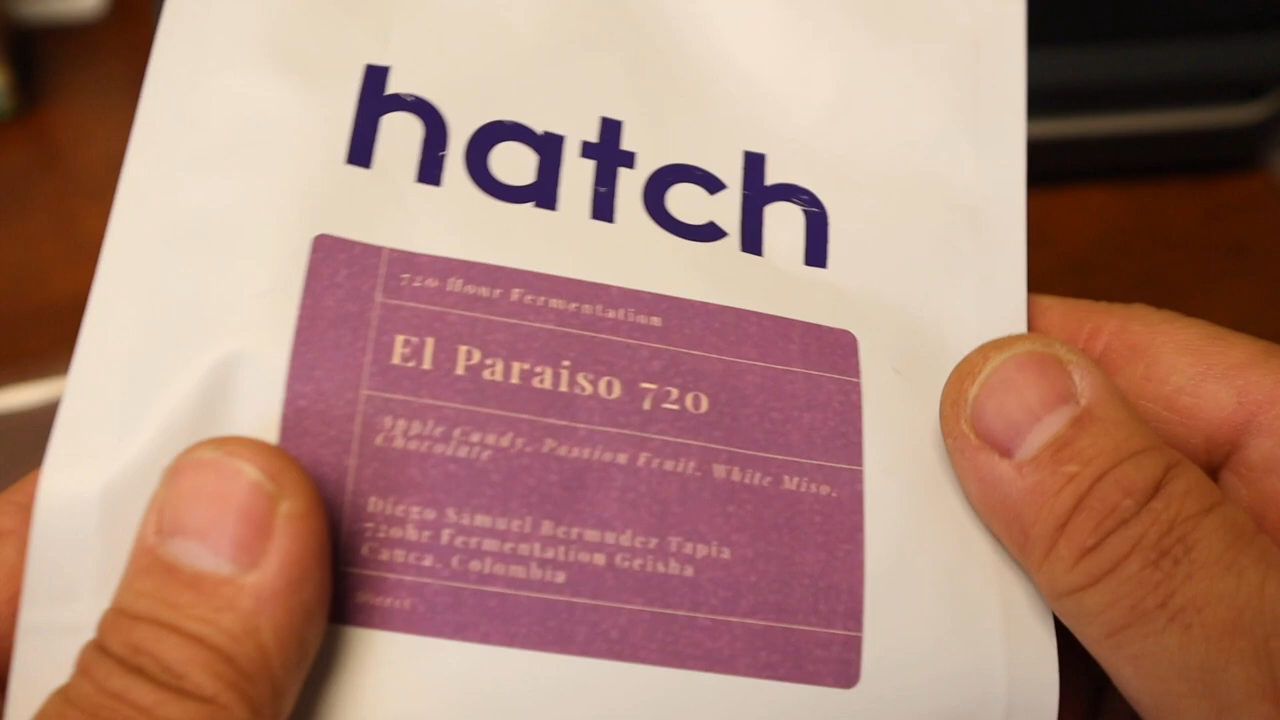 hatch
720 Hour Fermentation
El Paraiso 720
Apple Candy, Passion Fruit, White Miso,
Chocolate
Diego Samuel Bermudez Tapia
720hr Fermentation Geisha
Cauca, Colombia